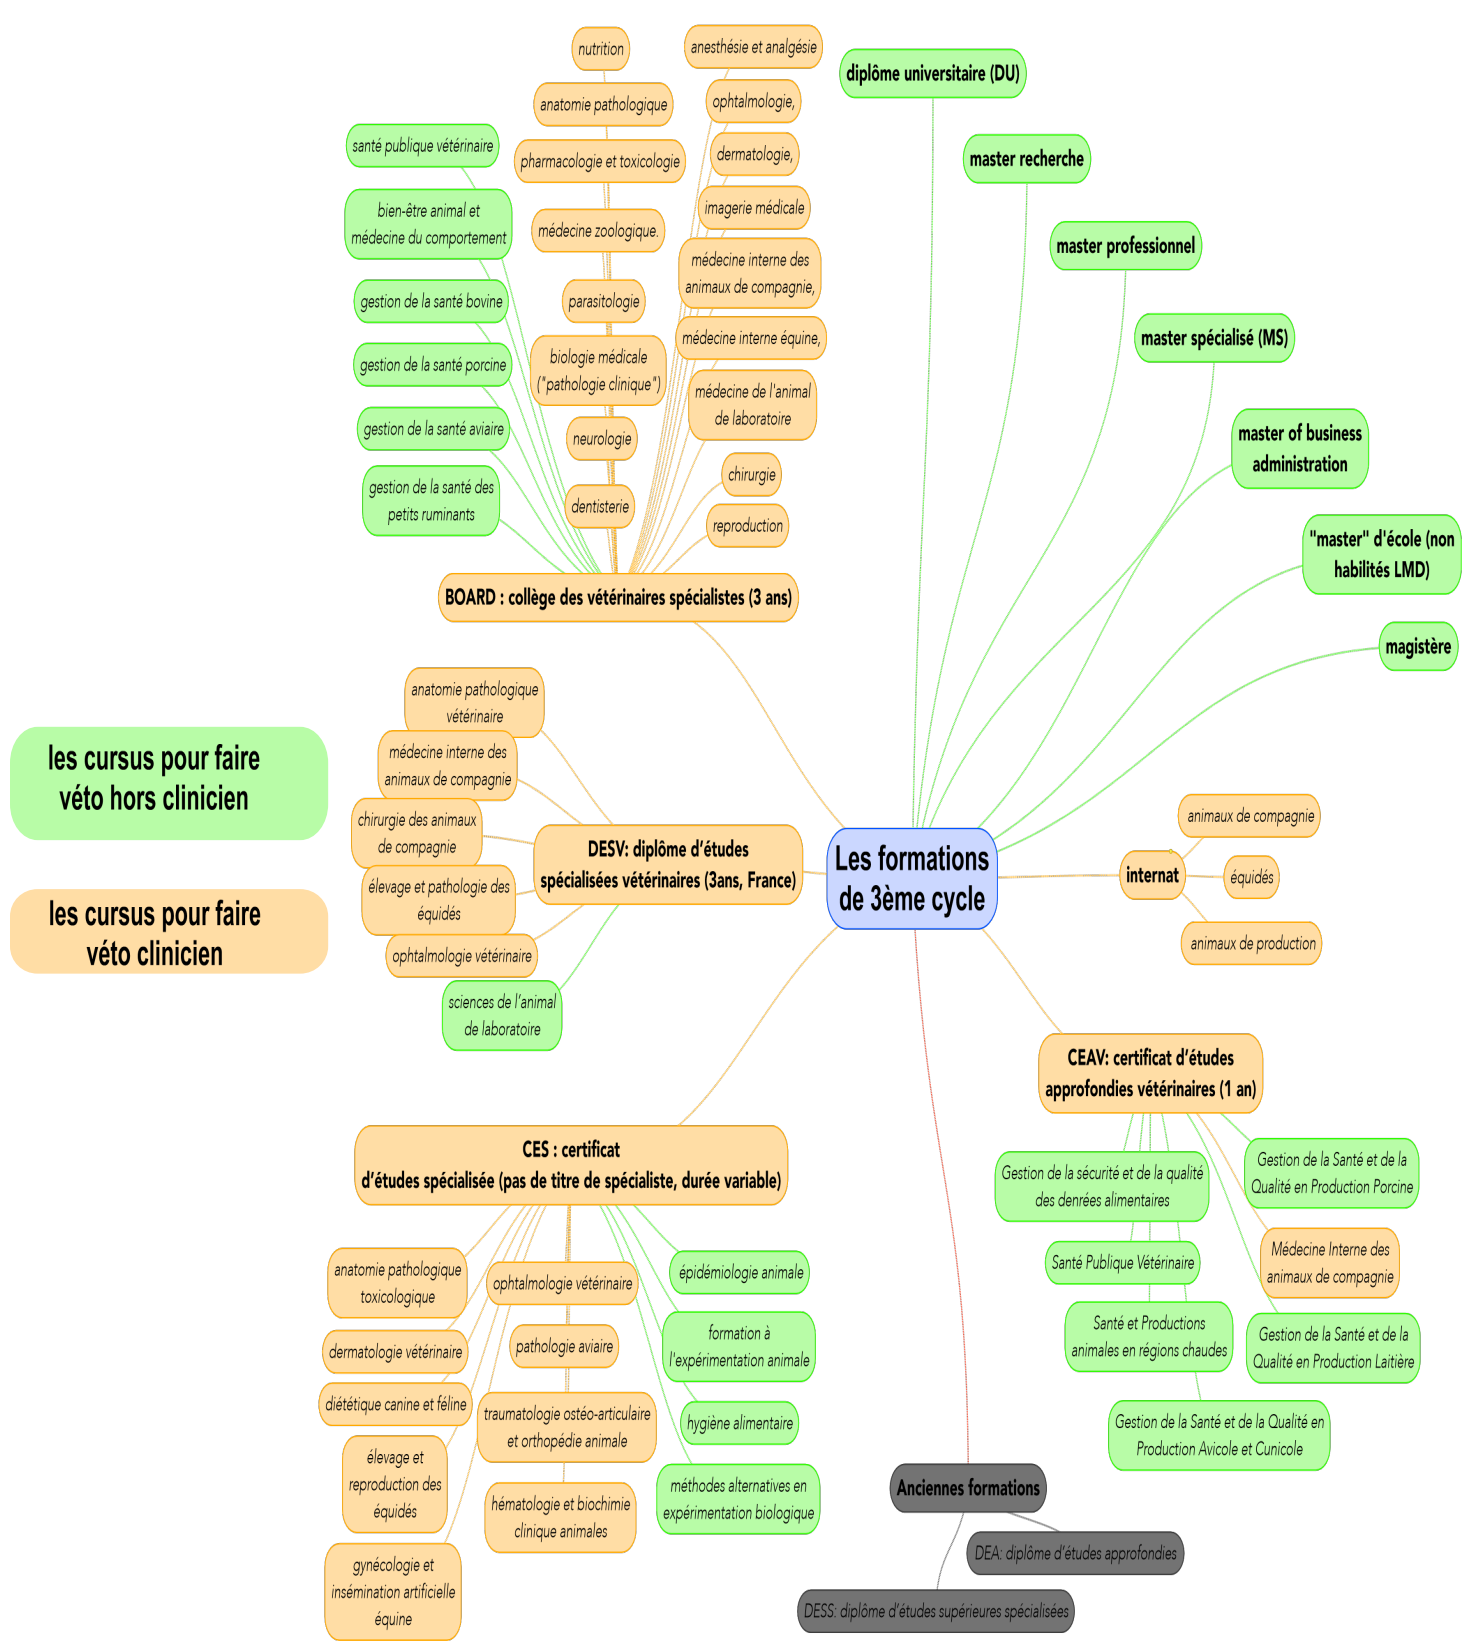 nutrition
anatomie pathologique
pharmacologie et toxicologie
médecine zoologique.
parasitologie
biologie médicale
("pathologie clinique")
neurologie
dentisterie
anesthésie et analgésie
ophtalmologie,
dermatologie,
imagerie médicale
médecine interne des
animaux de compagnie,
médecine interne équine,
médecine de l'animal
de laboratoire
chirurgie
reproduction
santé publique vétérinaire
bien-être animal et
médecine du comportement
gestion de la santé bovine
gestion de la santé porcine
gestion de la santé aviaire
gestion de la santé des
petits ruminants
BOARD : collège des vétérinaires spécialistes (3 ans)
diplôme universitaire (DU)
master recherche
master professionnel
master spécialisé (MS)
master of business
administration
"master" d'école (non
habilités LMD)
magistère
les cursus pour faire
véto hors clinicien
les cursus pour faire
véto clinicien
anatomie pathologique
vétérinaire
médecine interne des
animaux de compagnie
chirurgie des animaux
de compagnie
élevage et pathologie des
équidés
ophtalmologie vétérinaire
sciences de l'animal
de laboratoire
DESV: diplôme d'études
spécialisées vétérinaires (3ans, France)
Les formations
de 3ème cycle
internat
animaux de compagnie
équidés
animaux de production
CEAV: certificat d'études
approfondies vétérinaires (1 an)
Gestion de la sécurité et de la qualité
des denrées alimentaires
Santé Publique Vétérinaire
Santé et Productions
animales en régions chaudes
Gestion de la Santé et de la Qualité en
Production Avicole et Cunicole
Gestion de la Santé et de la
Qualité en Production Porcine
Médecine Interne des
animaux de compagnie
Gestion de la Santé et de la
Qualité en Production Laitière
CES : certificat
d'études spécialisée (pas de titre de spécialiste, durée variable)
anatomie pathologique
toxicologique
dermatologie vétérinaire
diététique canine et féline
élevage et
reproduction des
équidés
gynécologie et
insémination artificielle
équine
ophtalmologie vétérinaire
pathologie aviaire
traumatologie ostéo-articulaire
et orthopédie animale
hématologie et biochimie
clinique animales
épidémiologie animale
formation à
l'expérimentation animale
hygiène alimentaire
méthodes alternatives en
expérimentation biologique
Anciennes formations
DEA: diplôme d'études approfondies
DESS: diplôme d'études supérieures spécialisées